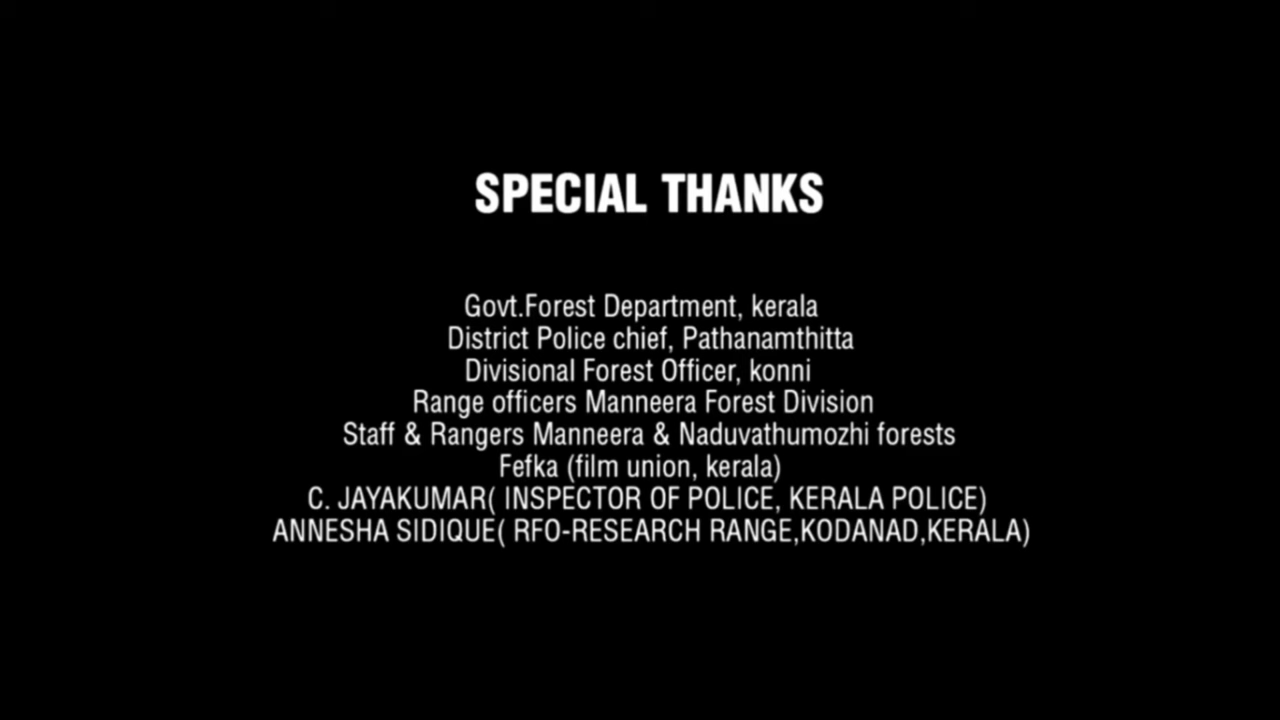 SPECIAL THANKS
Govt.Forest Department, kerala
District Police chief, Pathanamthitta
Divisional Forest Officer, konni
Range officers Manneera Forest Division
Staff & Rangers Manneera & Naduvathumozhi forests
Fefka (film union, kerala)
C. JAYAKUMAR( INSPECTOR OF POLICE, KERALA POLICE)
ANNESHA SIDIQUE( RFO-RESEARCH RANGE,KODANAD,KERALA)